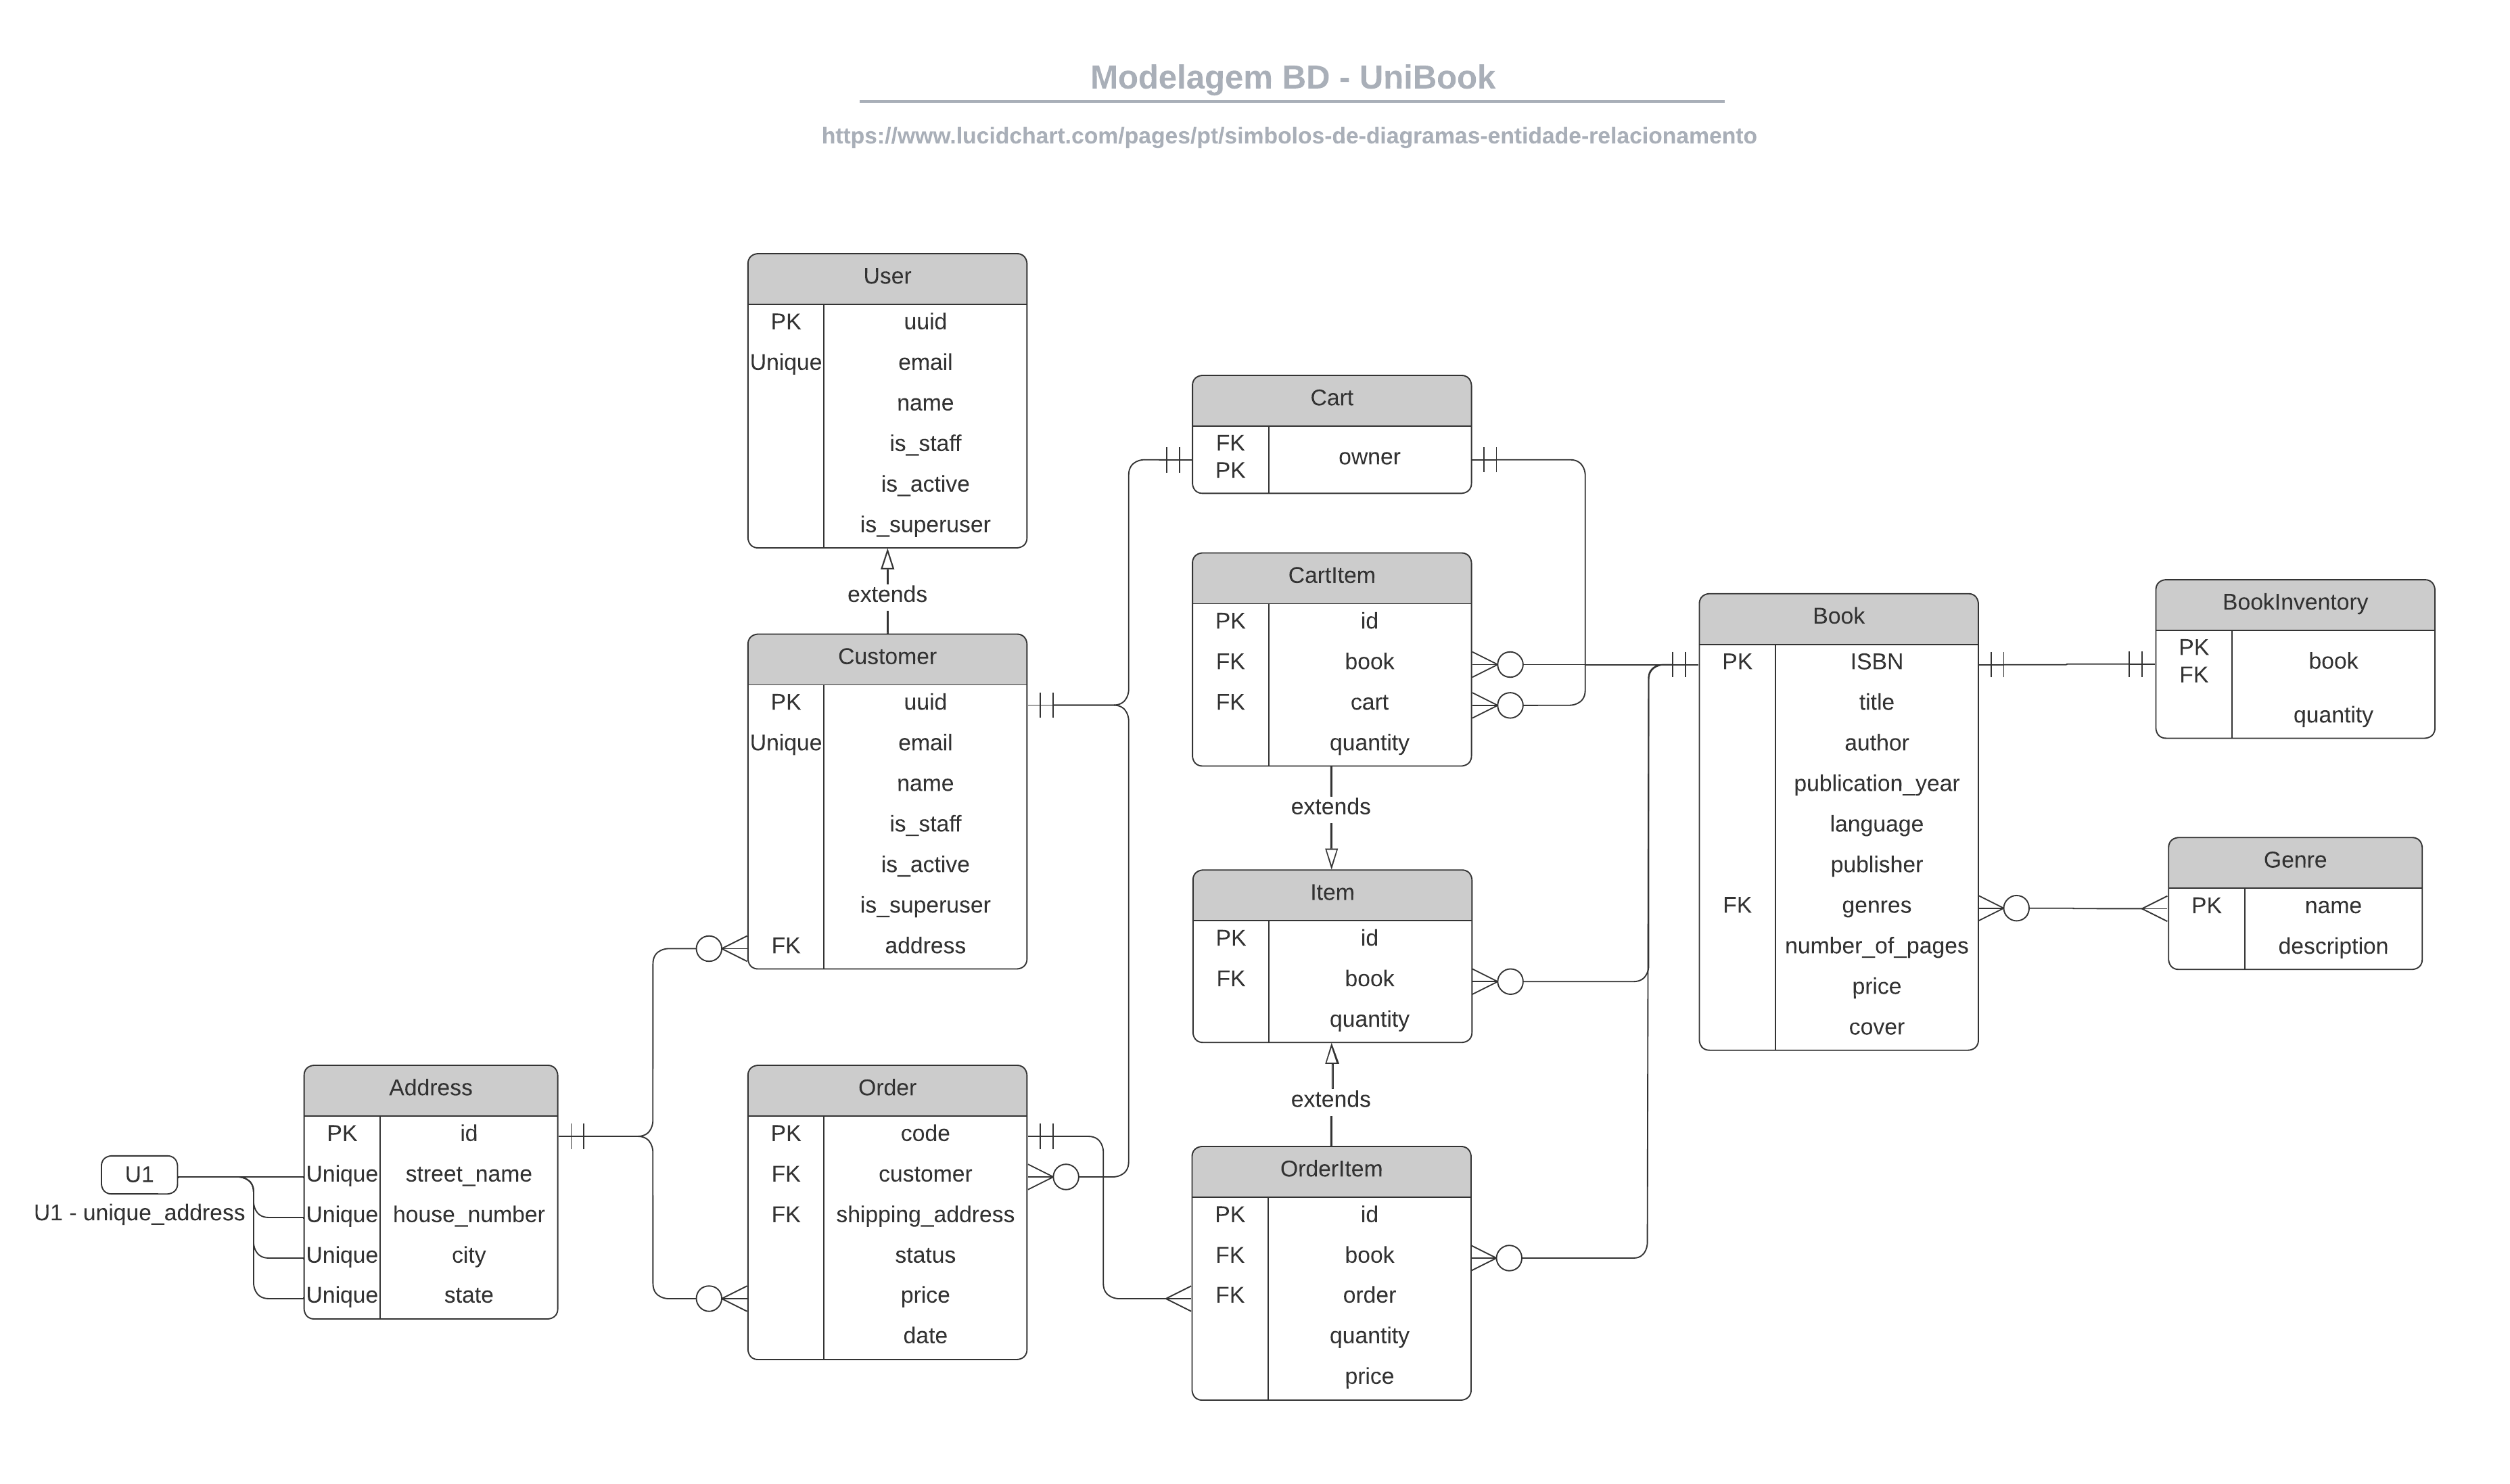 Modelagem BD - UniBook
https://www.lucidchart.com/pages/pt/simbolos-de-diagramas-entidade-relacionamento
User
PK uuid
Unique email
name
is_staff
is_active
is_superuser
extends
Customer
PK uuid
Unique email
name
is_staff
is_active
is_superuser
FK address
Address
PK id
Unique street_name
Unique house_number
Unique city
Unique state
U1
U1 - unique_address
Order
PK code
FK customer
FK shipping_address
status
price
date
Cart
FK
PK
owner
CartItem
PK id
FK book
FK cart
quantity
extends
Item
PK id
FK book
quantity
extends
OrderItem
PK id
FK book
FK order
quantity
price
Book
PK ISBN
title
author
publication_year
language
publisher
FK genres
number_of_pages
price
cover
BookInventory
PK
FK
book
quantity
Genre
PK name
description